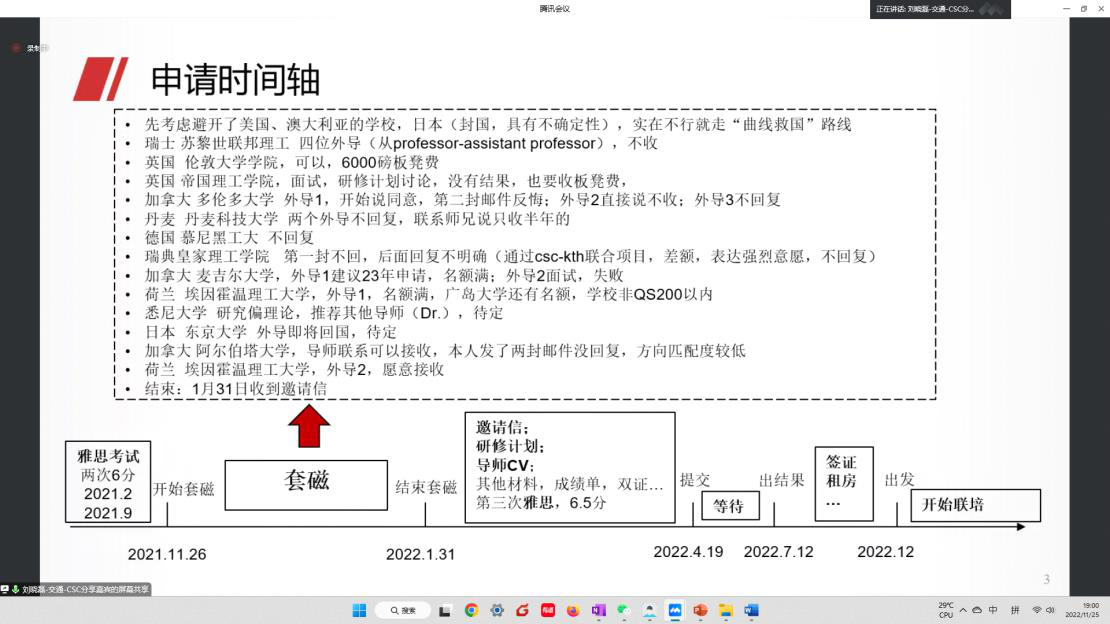 腾讯会议
正在讲话: 刘晓磊-交通-CSC分...
录制中
申请时间轴
• 先考虑避开了美国、澳大利亚的学校，日本（封国，具有不确定性），实在不行就走“曲线救国”路线
• 瑞士 苏黎世联邦理工 四位外导（从professor-assistant professor），不收
• 英国 伦敦大学学院，可以，6000磅板凳费
• 英国 帝国理工学院，面试，研修计划讨论，没有结果，也要收板凳费，
• 加拿大 多伦多大学 外导1，开始说同意，第二封邮件反悔；外导2直接说不收；外导3不回复
• 丹麦 丹麦科技大学 两个外导不回复，联系师兄说只收半年的
• 德国 慕尼黑工大 不回复
• 瑞典皇家理工学院 第一封不回，后面回复不明确（通过csc-kth联合项目，差额，表达强烈意愿，不回复）
• 加拿大 麦吉尔大学，外导1建议23年申请，名额满；外导2面试，失败
• 荷兰 埃因霍温理工大学，外导1，名额满，广岛大学还有名额，学校非QS200以内
• 悉尼大学 研究偏理论，推荐其他导师（Dr.），待定
• 日本 东京大学 外导即将回国，待定
• 加拿大 阿尔伯塔大学，导师联系可以接收，本人发了两封邮件没回复，方向匹配度较低
• 荷兰 埃因霍温理工大学，外导2，愿意接收
• 结束：1月31日收到邀请信
雅思考试
两次6分
2021.2
2021.9
开始套磁
套磁
结束套磁
邀请信；
研修计划；
导师CV；
其他材料，成绩单，双证…
第三次雅思，6.5分
提交
等待
出结果
签证
租房
…
出发
开始联培
2021.11.26
2022.1.31
2022.4.19
2022.7.12
2022.12
3
刘晓磊-交通-CSC分享嘉宾的屏幕共享
搜索
29°C
CPU
中
拼
19:00
2022/11/25